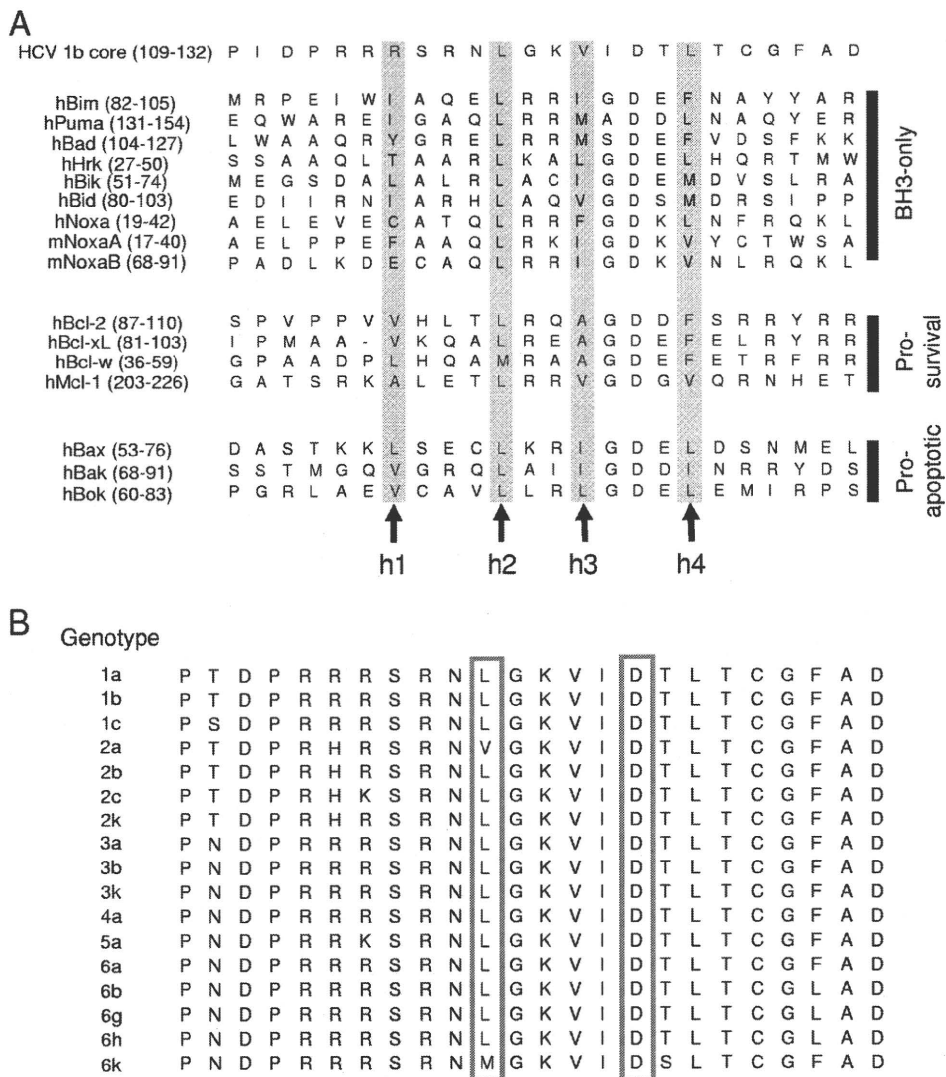 A
HCV 1b core (109-132) P I D P R R R S R N L G K V I D T L T C G F A D
hBim (82-105) M R P E I W I A Q E L R R I G D E F N A Y Y A R
hPuma (131-154) E Q W A R E I G A Q L R R M A D D L N A Q Y E R
hBad (104-127) L W A A Q R Y G R E L R R M S D E F V D S F K K
hHrk (27-50) S S A A Q L T A A R L K A L G D E L H Q R T M W
hBik (51-74) M E G S D A L A L R L A C I G D E M D V S L R A
hBid (80-103) E D I I R N I A R H L A Q V G D S M D R S I P P
hNoxa (19-42) A E L E V E C A T Q L R R F G D K L N F R Q K L
mNoxaA (17-40) A E L P P E F A A Q L R K I G D K V Y C T W S A
mNoxaB (68-91) P A D L K D E C A Q L R R I G D K V N L R Q K L
BH3-only
hBcl-2 (87-110) S P V P P V V H L T L R Q A G D D F S R R Y R R
hBcl-xL (81-103) I P M A A - V K Q A L R E A G D E F E L R Y R R
hBcl-w (36-59) G P A A D P L H Q A M R A A G D E F E T R F R R
hMcl-1 (203-226) G A T S R K A L E T L R R V G D G V Q R N H E T
Pro-
survival
hBax (53-76) D A S T K K L S E C L K R I G D E L D S N M E L
hBak (68-91) S S T M G Q V G R Q L A I I G D D I N R R Y D S
hBok (60-83) P G R L A E V C A V L L R L G D E L E M I R P S
Pro-
apoptotic
h1 h2 h3 h4
B
Genotype
1a P T D P R R R S R N L G K V I D T L T C G F A D
1b P T D P R R R S R N L G K V I D T L T C G F A D
1c P S D P R R R S R N L G K V I D T L T C G F A D
2a P T D P R H R S R N V G K V I D T L T C G F A D
2b P T D P R H R S R N L G K V I D T L T C G F A D
2c P T D P R H K S R N L G K V I D T L T C G F A D
2k P T D P R H R S R N L G K V I D T L T C G F A D
3a P N D P R R R S R N L G K V I D T L T C G F A D
3b P N D P R R R S R N L G K V I D T L T C G F A D
3k P N D P R R R S R N L G K V I D T L T C G F A D
4a P N D P R R R S R N L G K V I D T L T C G F A D
5a P N D P R R K S R N L G K V I D T L T C G F A D
6a P N D P R R R S R N L G K V I D T L T C G F A D
6b P N D P R R R S R N L G K V I D T L T C G L A D
6g P N D P R R R S R N L G K V I D T L T C G L A D
6h P N D P R R R S R N L G K V I D T L T C G L A D
6k P N D P R R R S R N M G K V I D S L T C G F A D